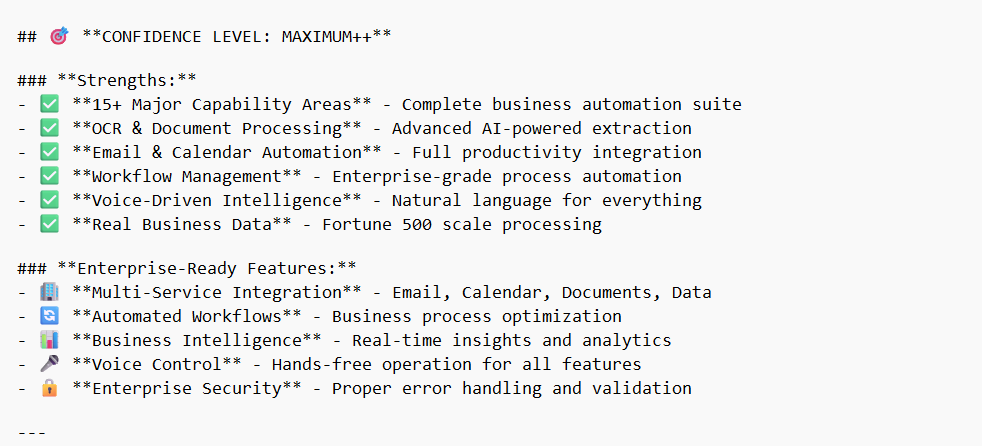 ## 🎯 **CONFIDENCE LEVEL: MAXIMUM++**
### **Strengths:**
- ✅ **15+ Major Capability Areas** - Complete business automation suite
- ✅ **OCR & Document Processing** - Advanced AI-powered extraction
- ✅ **Email & Calendar Automation** - Full productivity integration
- ✅ **Workflow Management** - Enterprise-grade process automation
- ✅ **Voice-Driven Intelligence** - Natural language for everything
- ✅ **Real Business Data** - Fortune 500 scale processing
### **Enterprise-Ready Features:**
- 🏢 **Multi-Service Integration** - Email, Calendar, Documents, Data
- 🔄 **Automated Workflows** - Business process optimization
- 📊 **Business Intelligence** - Real-time insights and analytics
- 🎤 **Voice Control** - Hands-free operation for all features
- 🔒 **Enterprise Security** - Proper error handling and validation
---